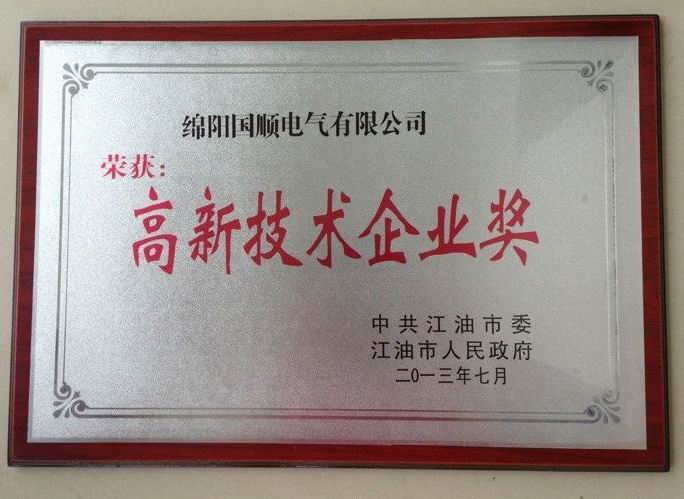 绵阳国顺电气有限公司
荣获：
高新技术企业奖
中共江油市委
江油市人民政府
二0一三年七月